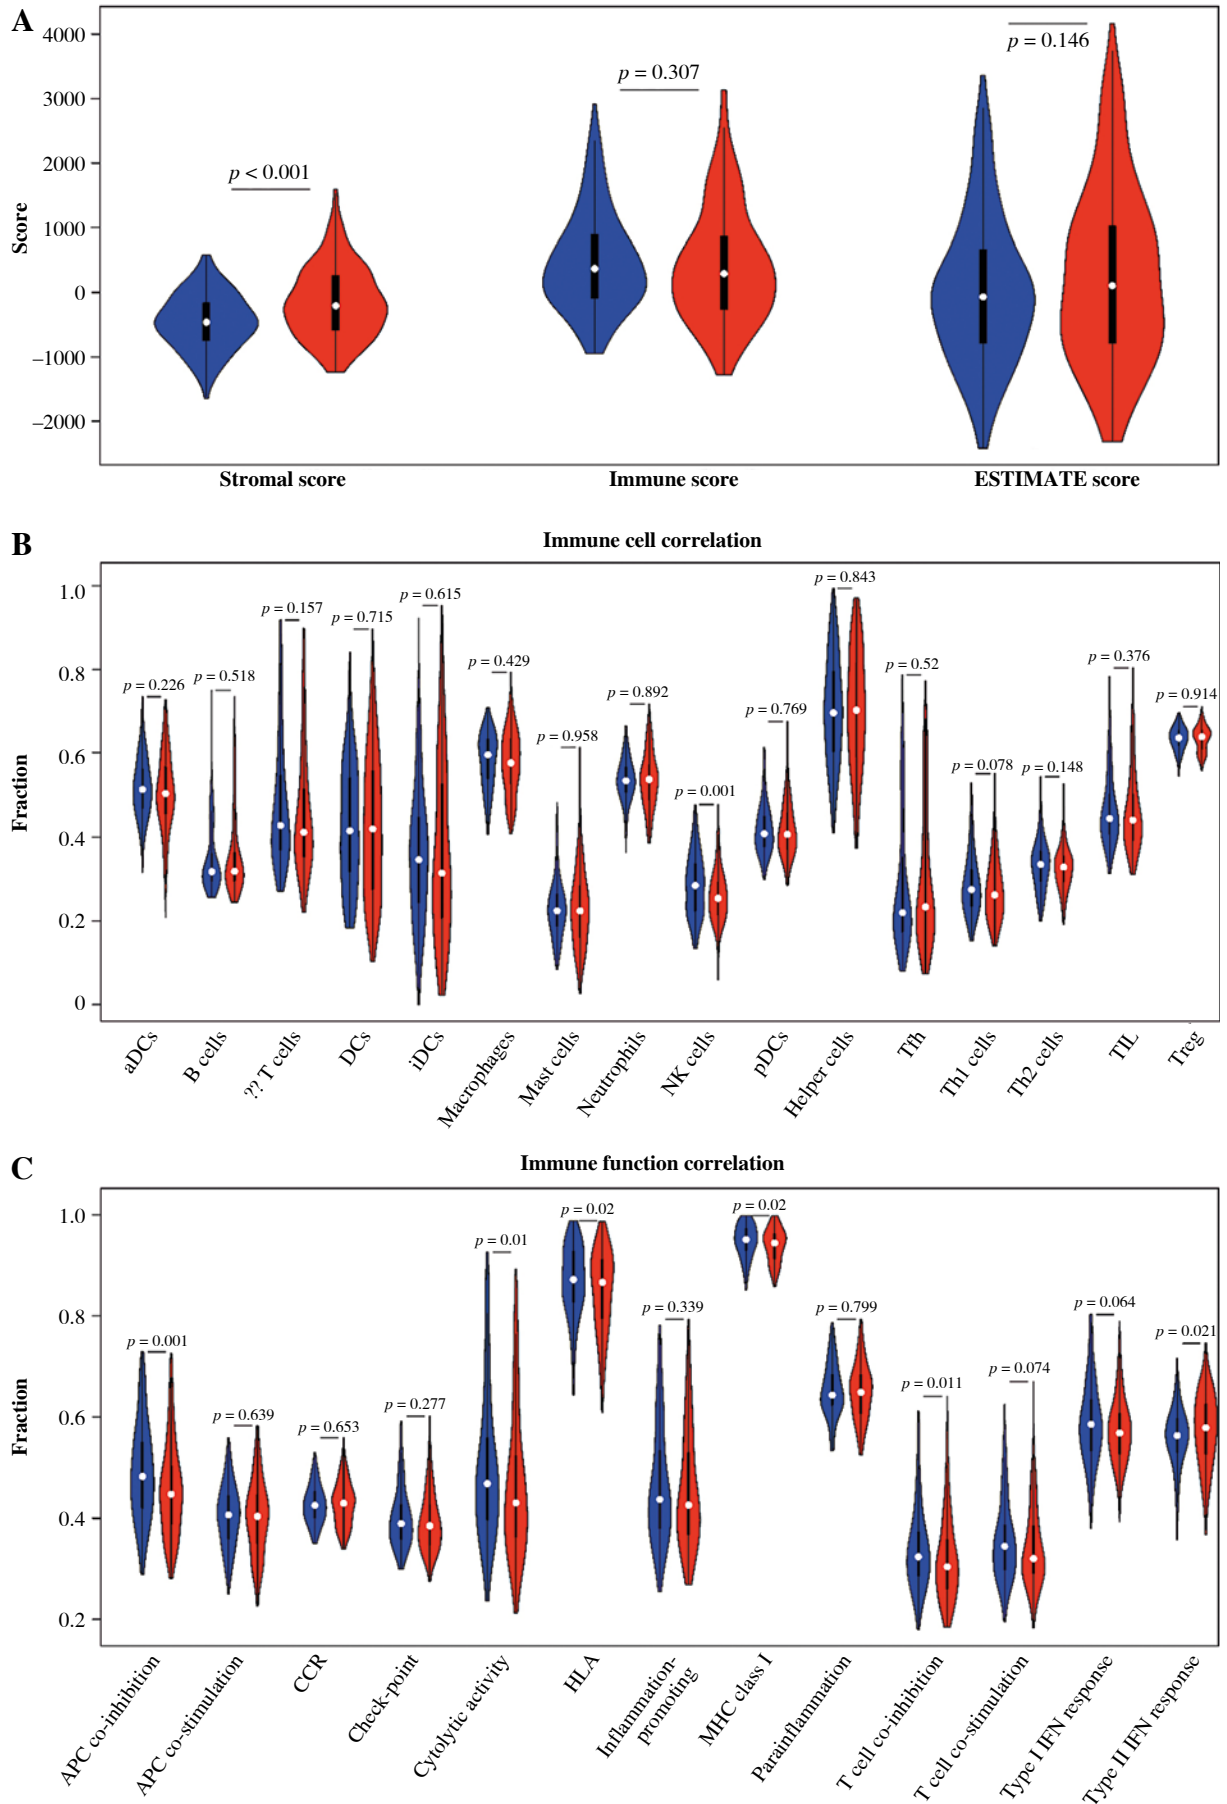 A
4000
3000
2000
1000
0
−1000
−2000
Score
p < 0.001
p = 0.307
p = 0.146
Stromal score
Immune score
ESTIMATE score
B
Immune cell correlation
1.0
0.8
0.6
0.4
0.2
0
Fraction
p = 0.226
p = 0.518
p = 0.157
p = 0.715
p = 0.615
p = 0.429
p = 0.958
p = 0.892
p = 0.001
p = 0.769
p = 0.843
p = 0.52
p = 0.078
p = 0.148
p = 0.376
p = 0.914
aDCs
B cells
?? T cells
DCs
iDCs
Macrophages
Mast cells
Neutrophils
NK cells
pDCs
Helper cells
Tfh
Th1 cells
Th2 cells
TIL
Treg
C
Immune function correlation
1.0
0.8
0.6
0.4
0.2
Fraction
p = 0.001
p = 0.639
p = 0.653
p = 0.277
p = 0.01
p = 0.02
p = 0.339
p = 0.02
p = 0.799
p = 0.011
p = 0.074
p = 0.064
p = 0.021
APC co-inhibition
APC co-stimulation
CCR
Check-point
Cytolytic activity
HLA
Inflammation-
promoting
MHC class I
Parainflammation
T cell co-inhibition
T cell co-stimulation
Type I IFN response
Type II IFN response